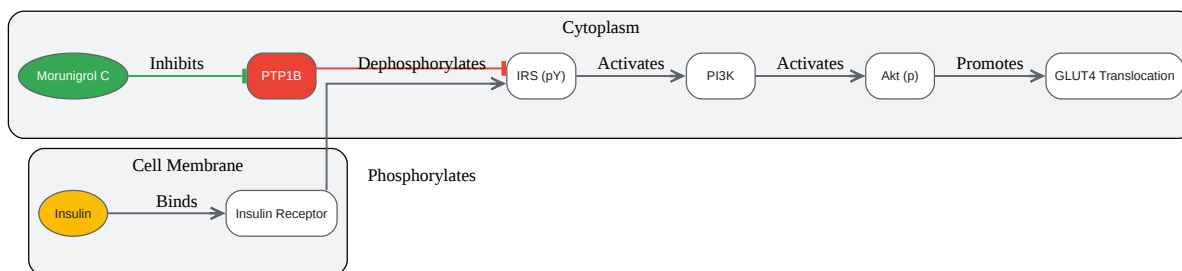 Cytoplasm
Morunigrol C
Inhibits
PTP1B
Dephosphorylates
IRS (pY)
Activates
PI3K
Activates
Akt (p)
Promotes
GLUT4 Translocation
Cell Membrane
Phosphorylates
Insulin
Binds
Insulin Receptor